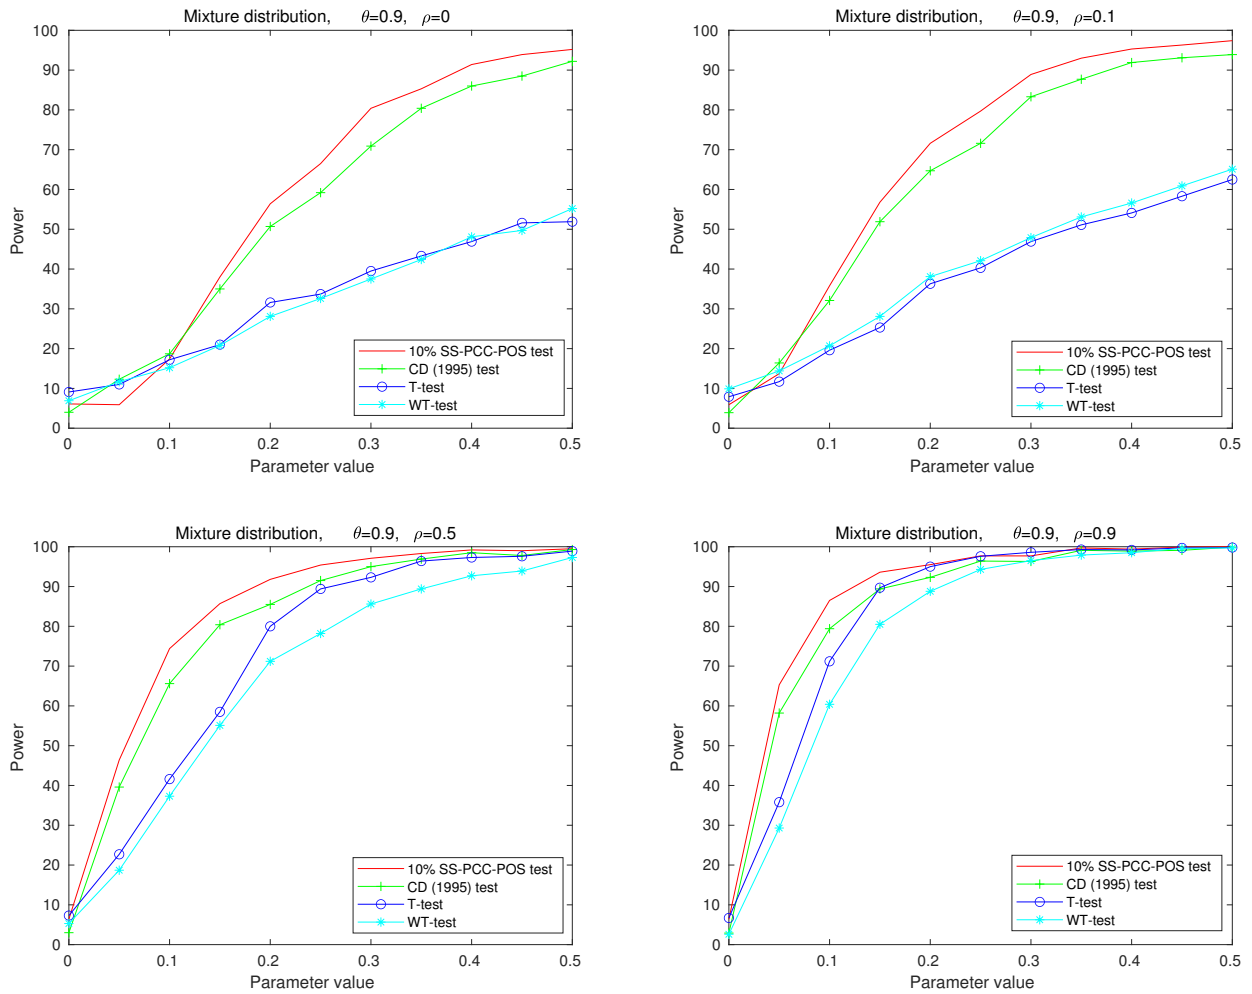 Mixture distribution, θ=0.9, ρ=0
100
90
80
70
60
50
40
30
20
10
0
Power
0 0.1 0.2 0.3 0.4 0.5
Parameter value
10% SS-PCC-POS test
CD (1995) test
T-test
WT-test
Mixture distribution, θ=0.9, ρ=0.1
100
90
80
70
60
50
40
30
20
10
0
Power
0 0.1 0.2 0.3 0.4 0.5
Parameter value
10% SS-PCC-POS test
CD (1995) test
T-test
WT-test
Mixture distribution, θ=0.9, ρ=0.5
100
90
80
70
60
50
40
30
20
10
0
Power
0 0.1 0.2 0.3 0.4 0.5
Parameter value
10% SS-PCC-POS test
CD (1995) test
T-test
WT-test
Mixture distribution, θ=0.9, ρ=0.9
100
90
80
70
60
50
40
30
20
10
0
Power
0 0.1 0.2 0.3 0.4 0.5
Parameter value
10% SS-PCC-POS test
CD (1995) test
T-test
WT-test